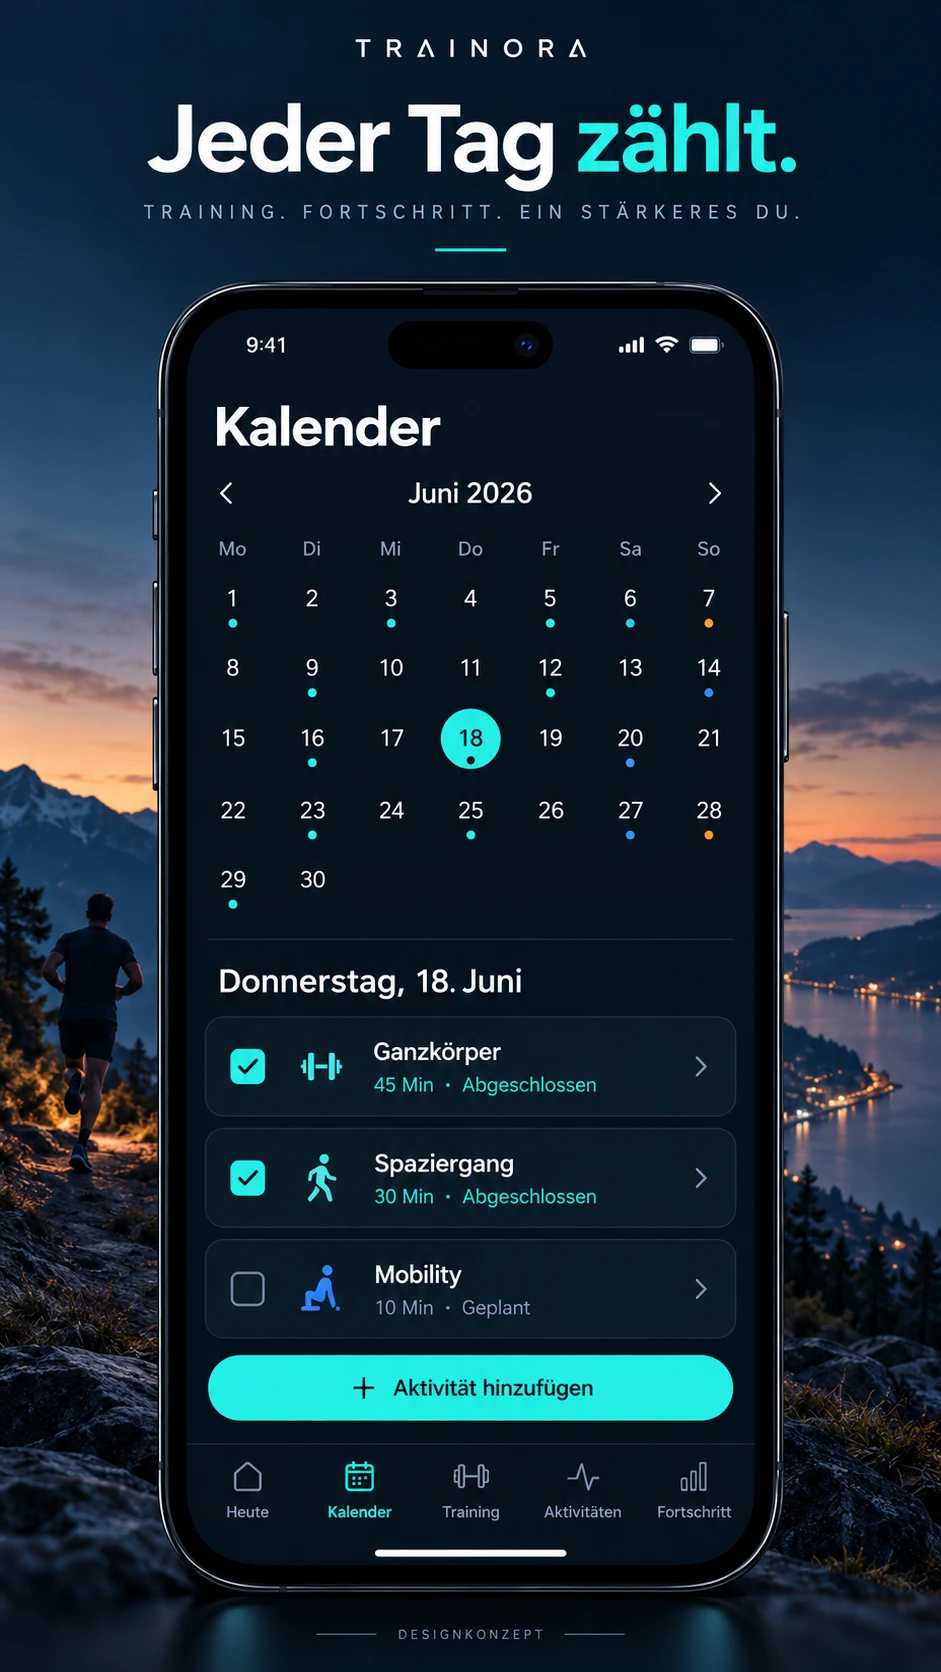 TRAINORA
Jeder Tag zählt.
TRAINING. FORTSCHRITT. EIN STÄRKERES DU.
9:41
Kalender
Juni 2026
Mo Di Mi Do Fr Sa So
1 2 3 4 5 6 7
8 9 10 11 12 13 14
15 16 17 18 19 20 21
22 23 24 25 26 27 28
29 30
Donnerstag, 18. Juni
Ganzkörper
45 Min • Abgeschlossen
Spaziergang
30 Min • Abgeschlossen
Mobility
10 Min • Geplant
+ Aktivität hinzufügen
Heute Kalender Training Aktivitäten Fortschritt
DESIGNKONZEPT